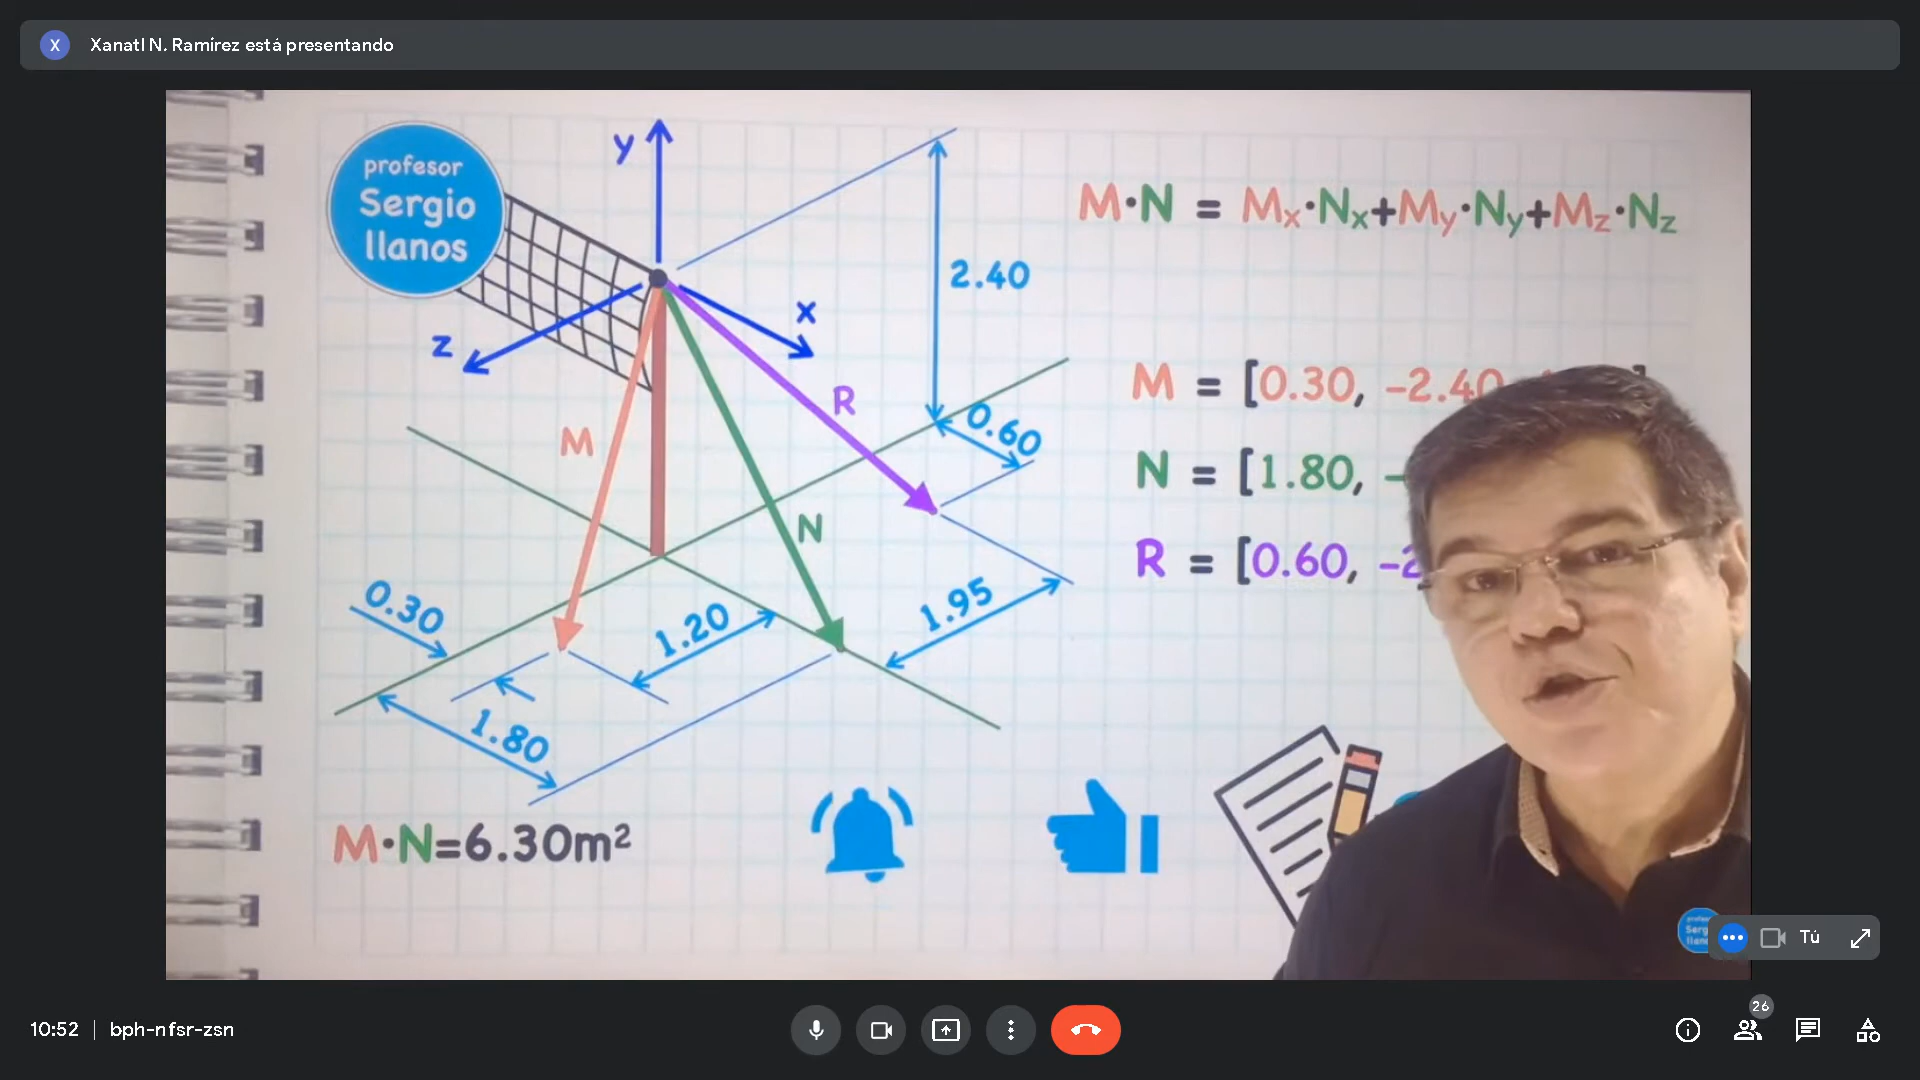 X Xanatl N. Ramírez está presentando
profesor
Sergio
llanos
y
x
z
2.40
0.60
R
M
N
0.30
1.20
1.95
1.80
M·N = Mx·Nx+My·Ny+Mz·Nz
M = [0.30, -2.40,
N = [1.80, -
R = [0.60, -2
M·N=6.30m²
Tú
10:52 | bph-nfsr-zsn
26